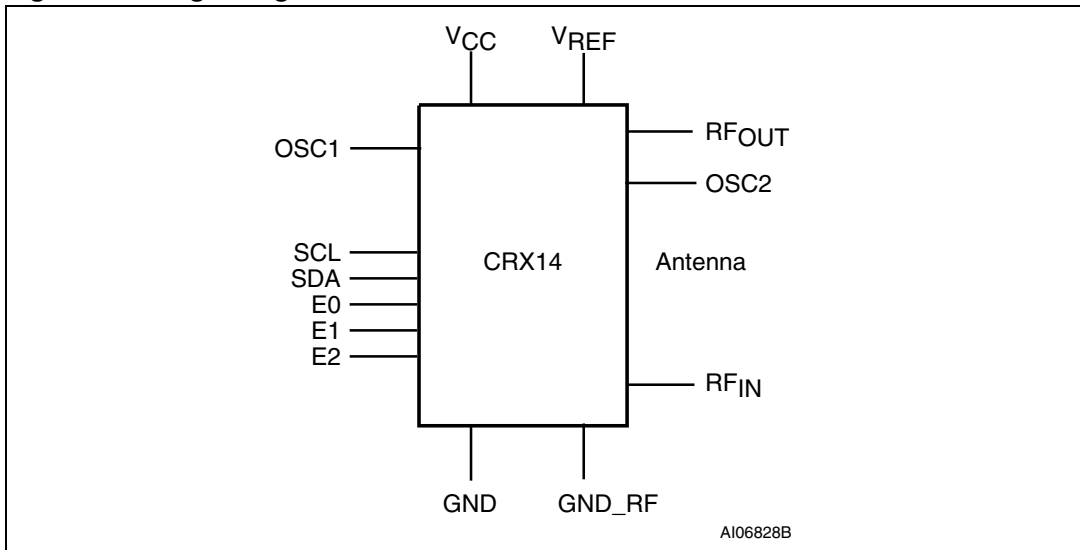 VCC VREF
RFOUT
OSC1
OSC2
SCL
CRX14
Antenna
SDA
E0
E1
E2
RFIN
GND GND_RF
AI06828B